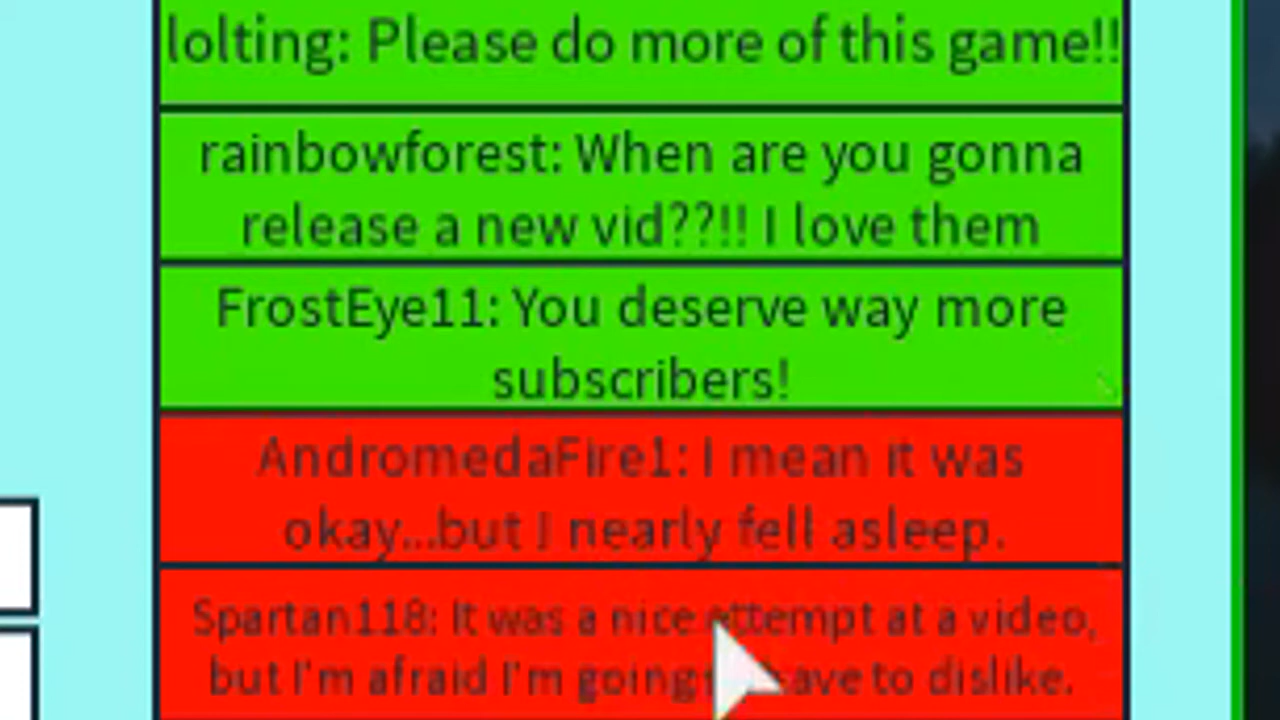 lolting: Please do more of this game!!
rainbowforest: When are you gonna
release a new vid??!! I love them
FrostEye11: You deserve way more
subscribers!
AndromedaFire1: I mean it was
okay...but I nearly fell asleep.
Spartan118: It was a nice attempt at a video,
but I'm afraid I'm going to have to dislike.